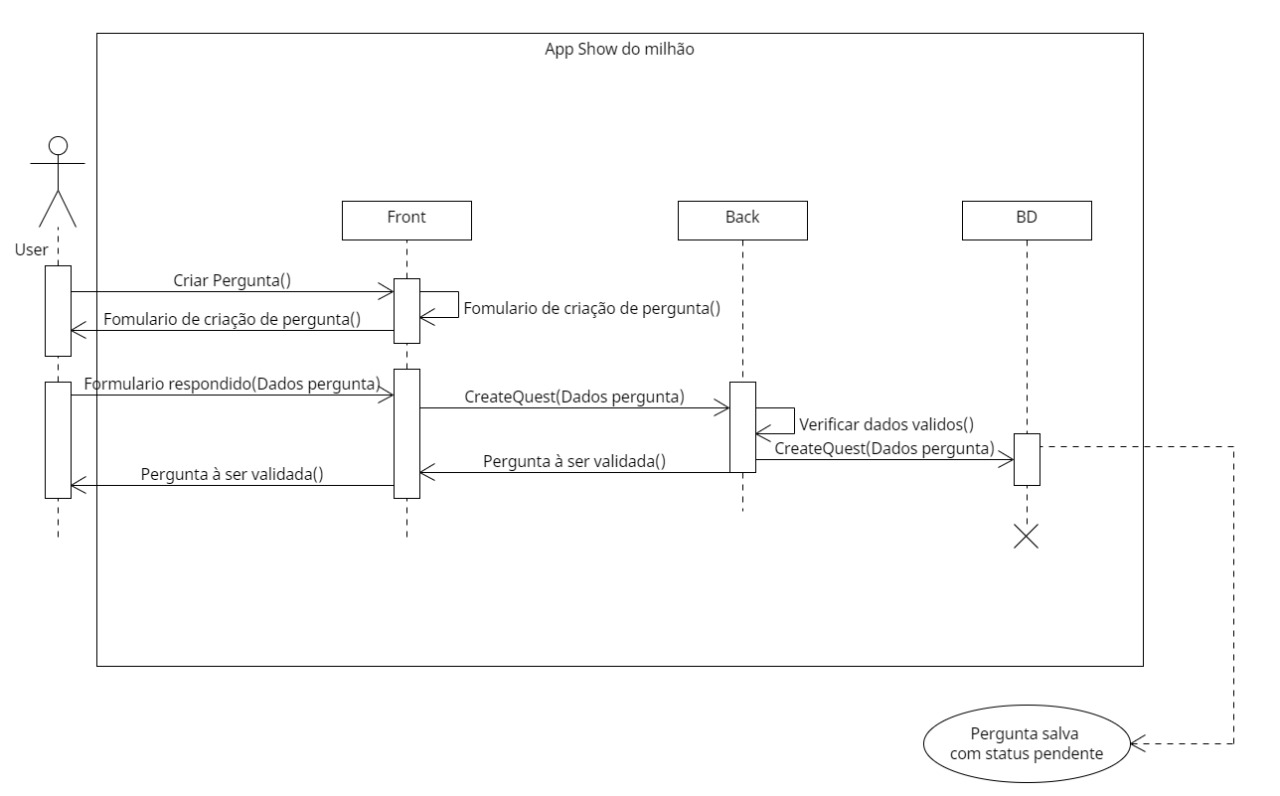 App Show do milhão
Front
Back
BD
User
Criar Pergunta()
Fomulario de criação de pergunta()
Fomulario de criação de pergunta()
Formulario respondido(Dados pergunta)
CreateQuest(Dados pergunta)
Verificar dados validos()
CreateQuest(Dados pergunta)
Pergunta à ser validada()
Pergunta à ser validada()
Pergunta salva
com status pendente